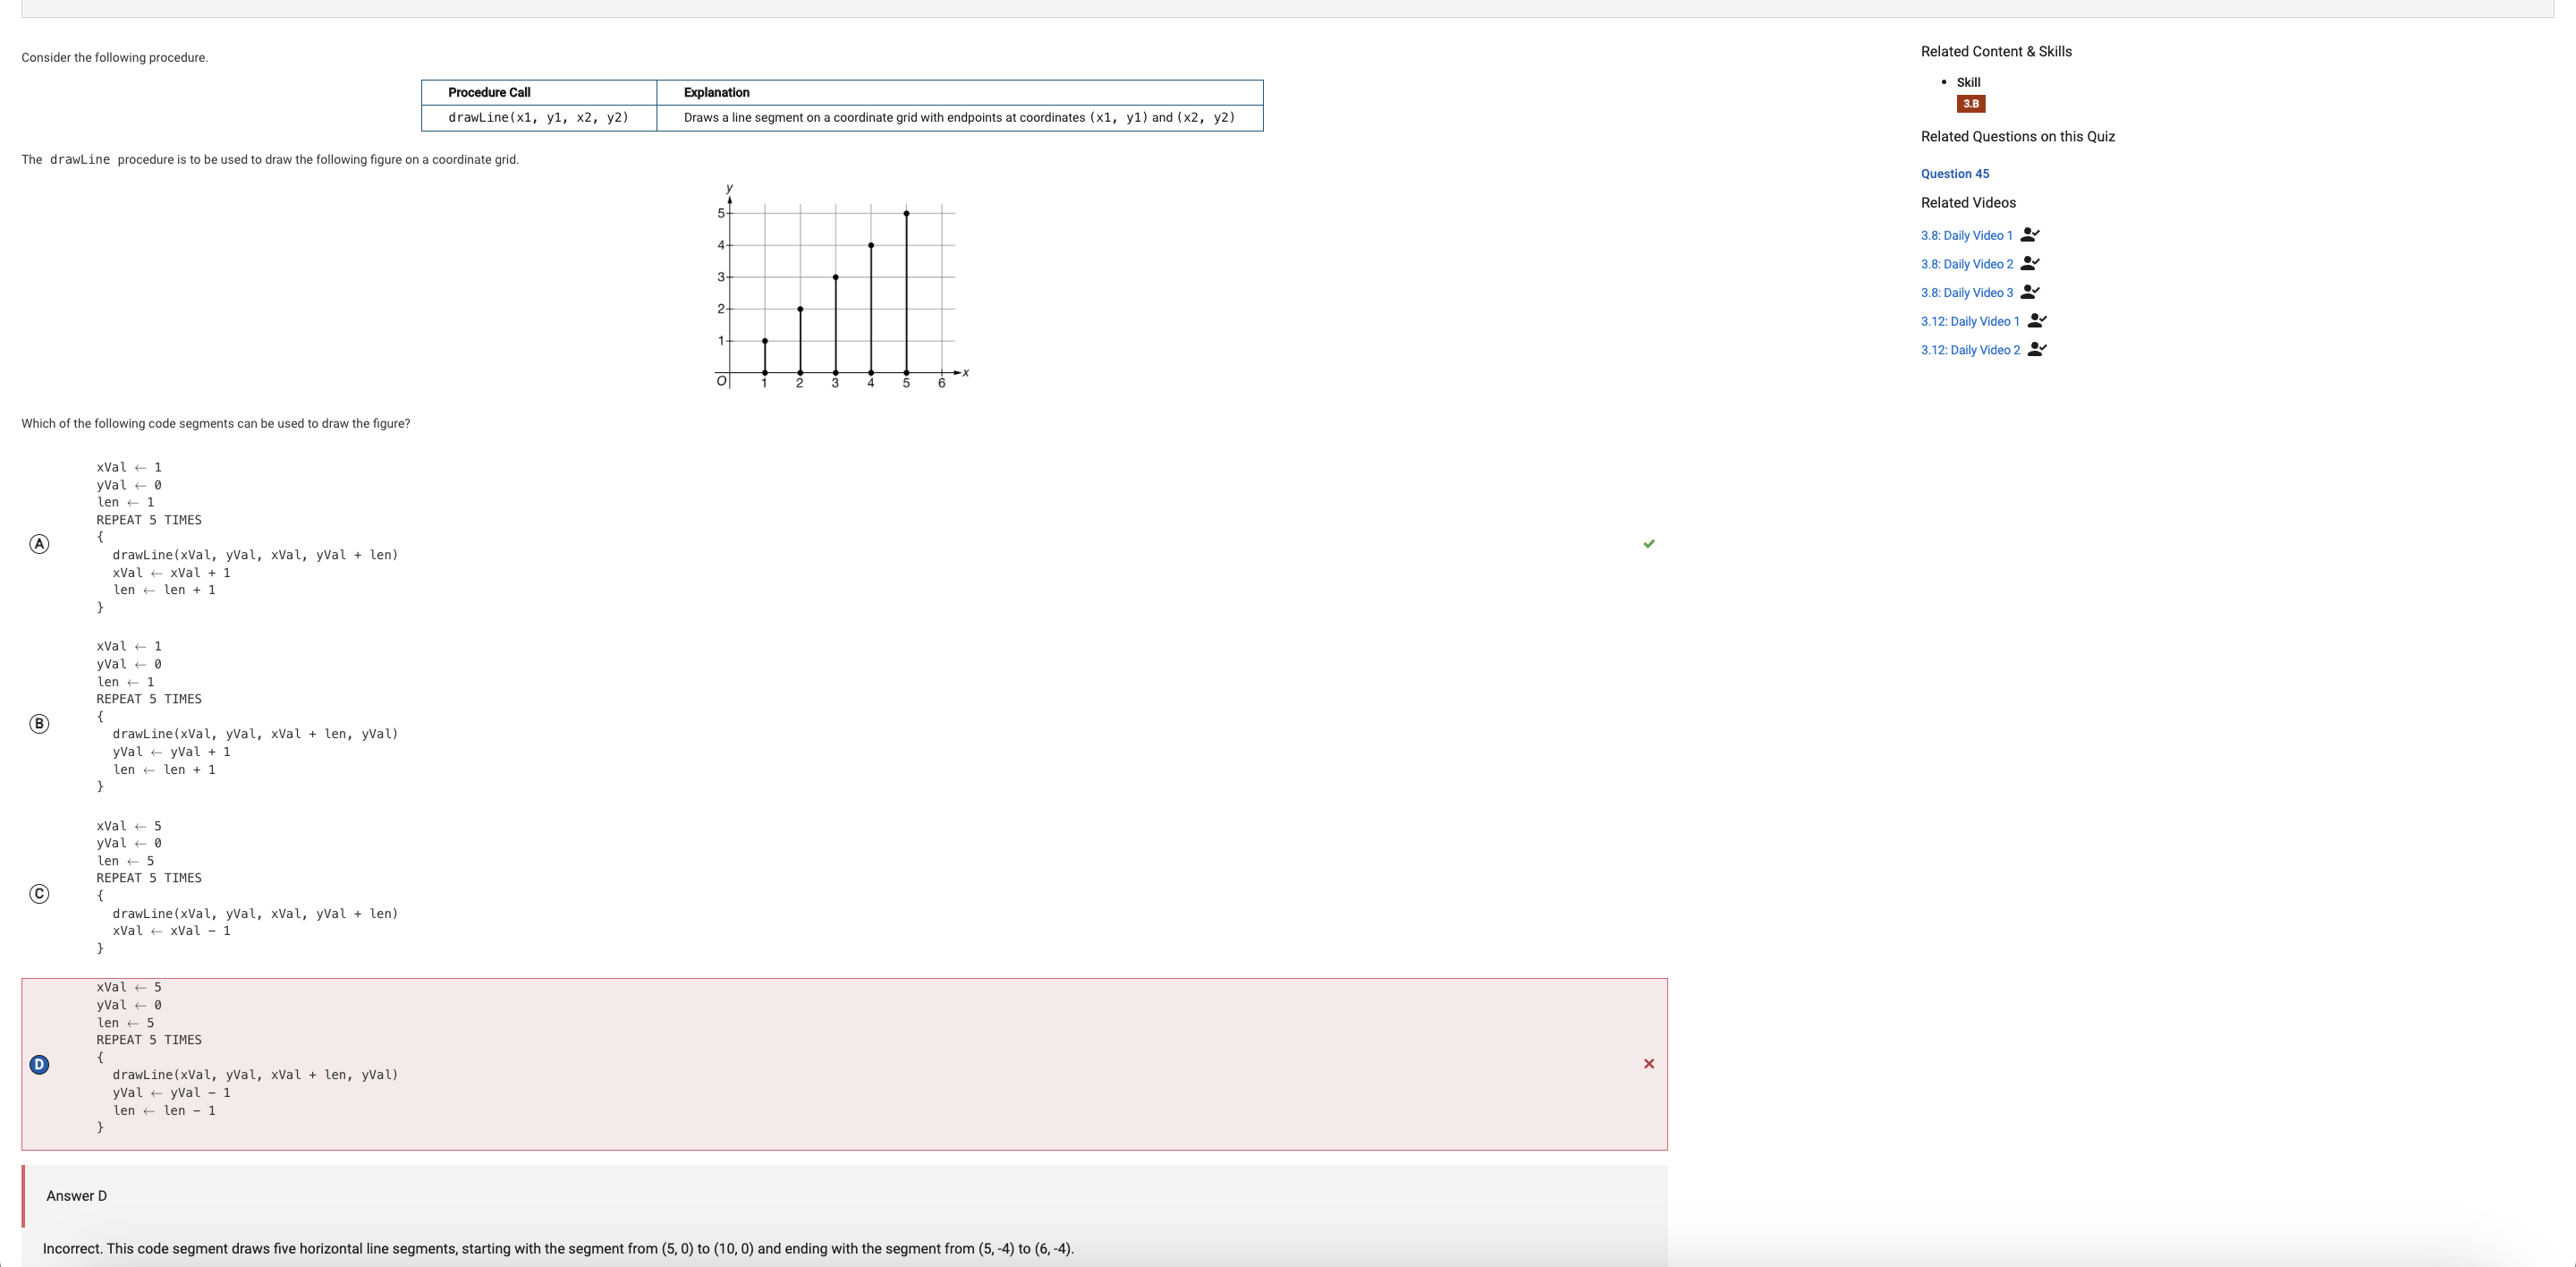 Consider the following procedure.
Procedure Call Explanation
drawLine(x1, y1, x2, y2) Draws a line segment on a coordinate grid with endpoints at coordinates (x1, y1) and (x2, y2)
The drawLine procedure is to be used to draw the following figure on a coordinate grid.
y
5
4
3
2
1
O 1 2 3 4 5 6 x
Which of the following code segments can be used to draw the figure?
A
xVal ← 1
yVal ← 0
len ← 1
REPEAT 5 TIMES
{
drawLine(xVal, yVal, xVal, yVal + len)
xVal ← xVal + 1
len ← len + 1
}
B
xVal ← 1
yVal ← 0
len ← 1
REPEAT 5 TIMES
{
drawLine(xVal, yVal, xVal + len, yVal)
yVal ← yVal + 1
len ← len + 1
}
C
xVal ← 5
yVal ← 0
len ← 5
REPEAT 5 TIMES
{
drawLine(xVal, yVal, xVal, yVal + len)
xVal ← xVal − 1
}
D
xVal ← 5
yVal ← 0
len ← 5
REPEAT 5 TIMES
{
drawLine(xVal, yVal, xVal + len, yVal)
yVal ← yVal − 1
len ← len − 1
}
Answer D
Incorrect. This code segment draws five horizontal line segments, starting with the segment from (5, 0) to (10, 0) and ending with the segment from (5, -4) to (6, -4).
Related Content & Skills
• Skill
3.B
Related Questions on this Quiz
Question 45
Related Videos
3.8: Daily Video 1
3.8: Daily Video 2
3.8: Daily Video 3
3.12: Daily Video 1
3.12: Daily Video 2